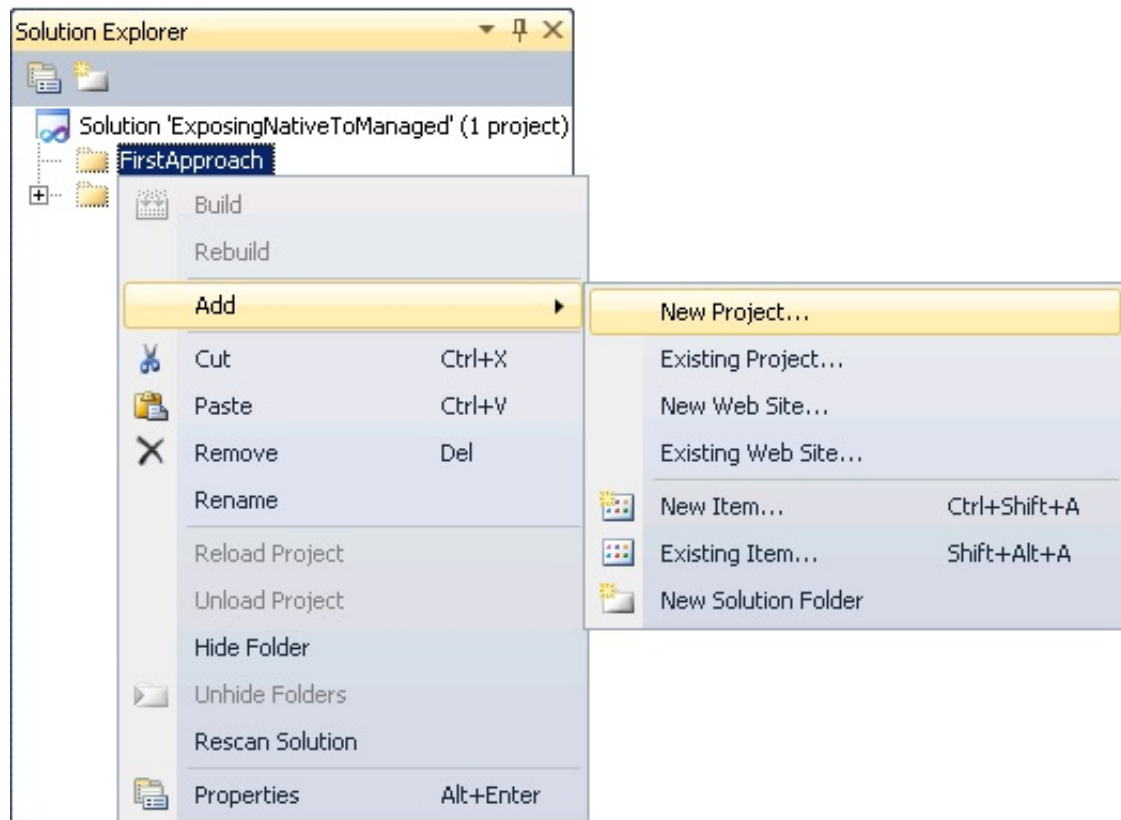 Solution Explorer
Solution 'ExposingNativeToManaged' (1 project)
FirstApproach
Build
Rebuild
Add
Cut Ctrl+X
Paste Ctrl+V
Remove Del
Rename
Reload Project
Unload Project
Hide Folder
Unhide Folders
Rescan Solution
Properties Alt+Enter
New Project...
Existing Project...
New Web Site...
Existing Web Site...
New Item... Ctrl+Shift+A
Existing Item... Shift+Alt+A
New Solution Folder